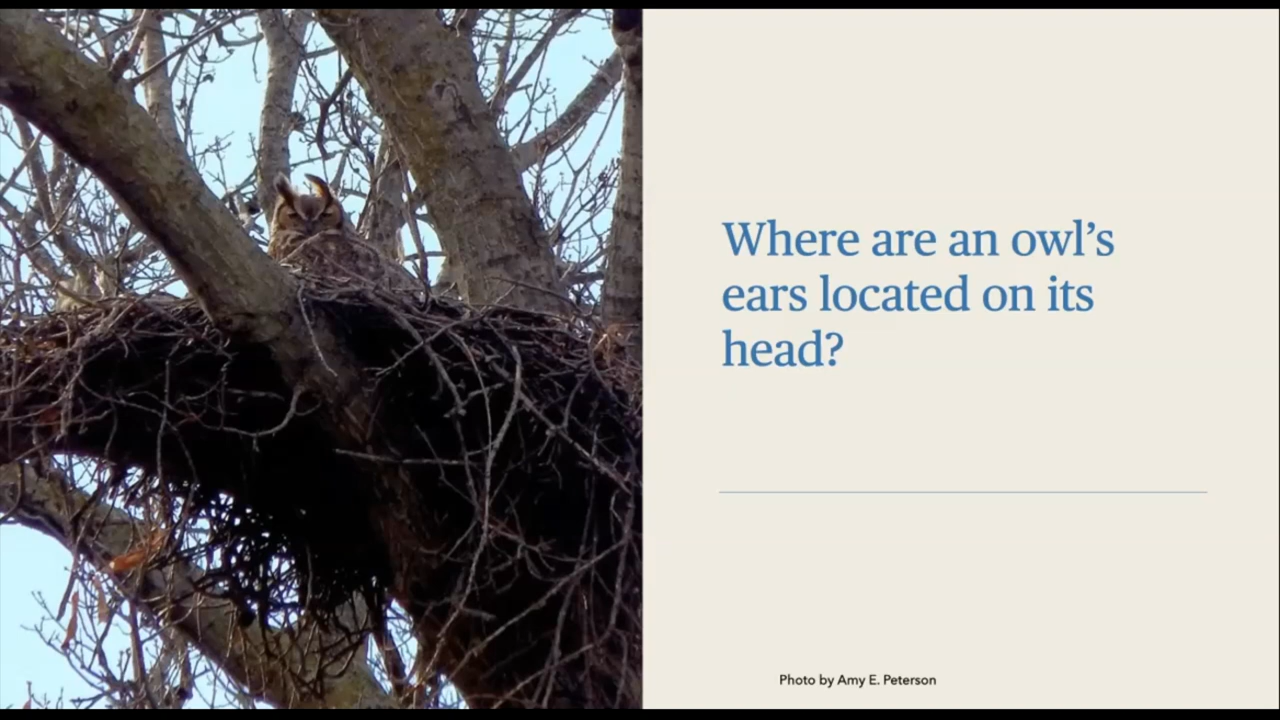 Where are an owl’s
ears located on its
head?
Photo by Amy E. Peterson